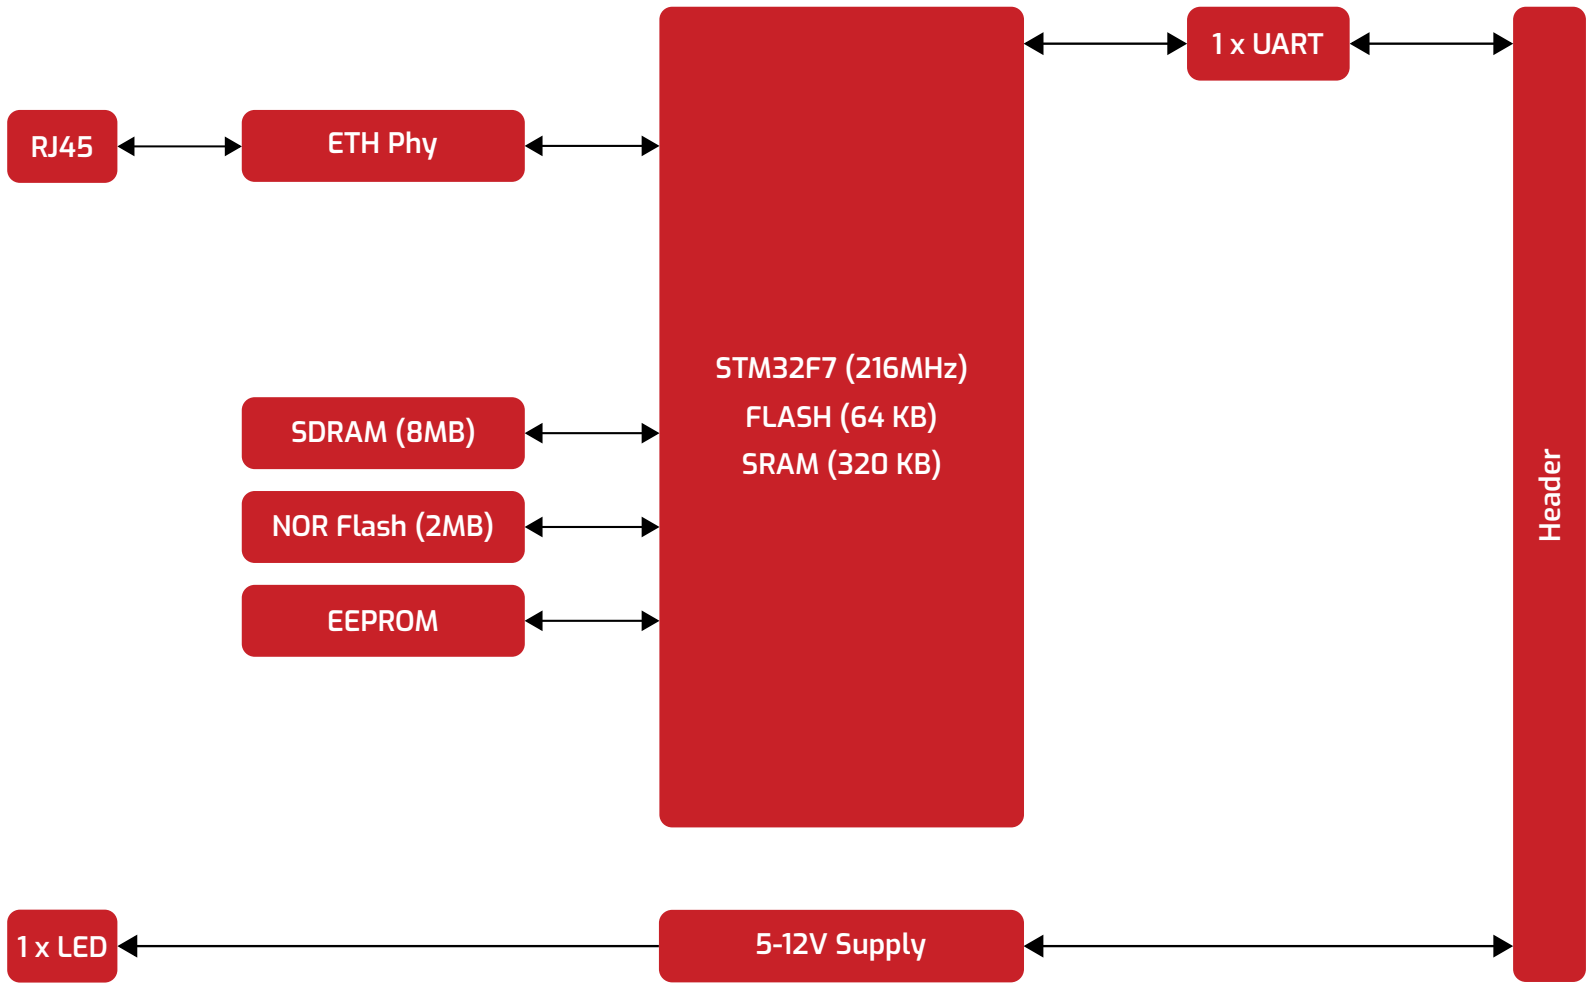 1 x UART
RJ45
ETH Phy
STM32F7 (216MHz)
FLASH (64 KB)
SRAM (320 KB)
SDRAM (8MB)
NOR Flash (2MB)
EEPROM
Header
1 x LED
5-12V Supply